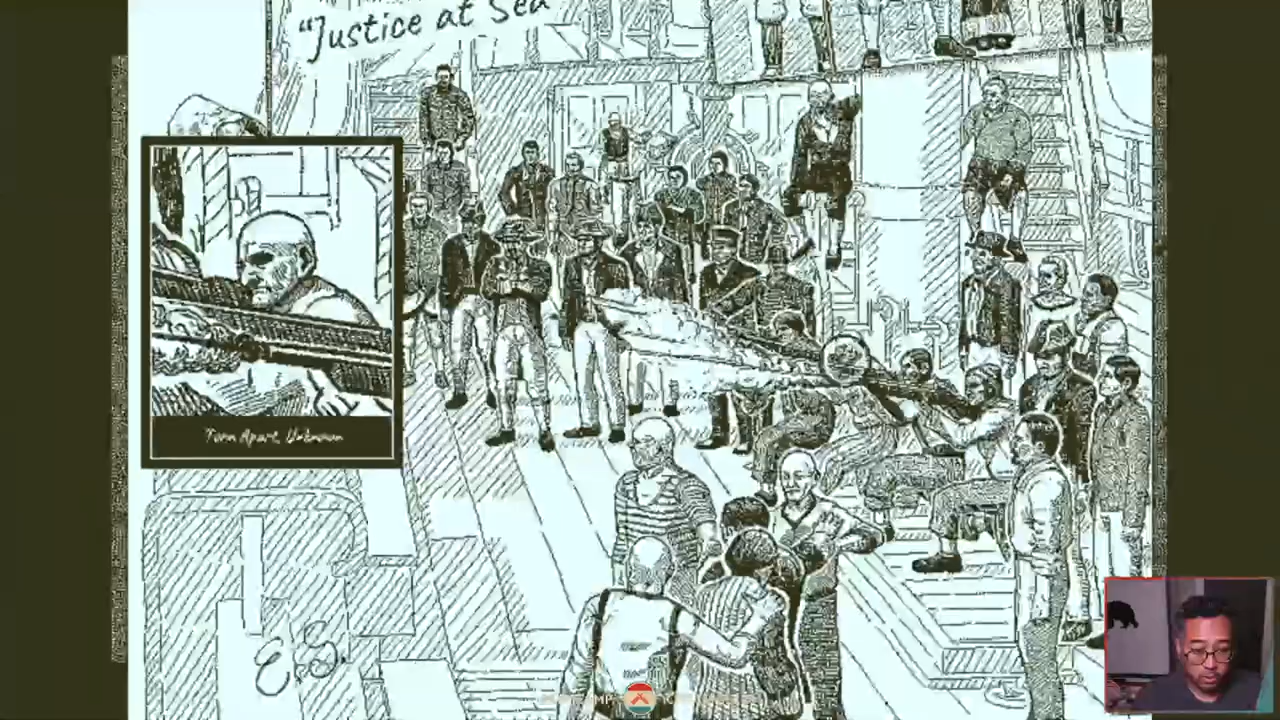 “Justice at Sea”
Torn Apart, Unknown
E.S.